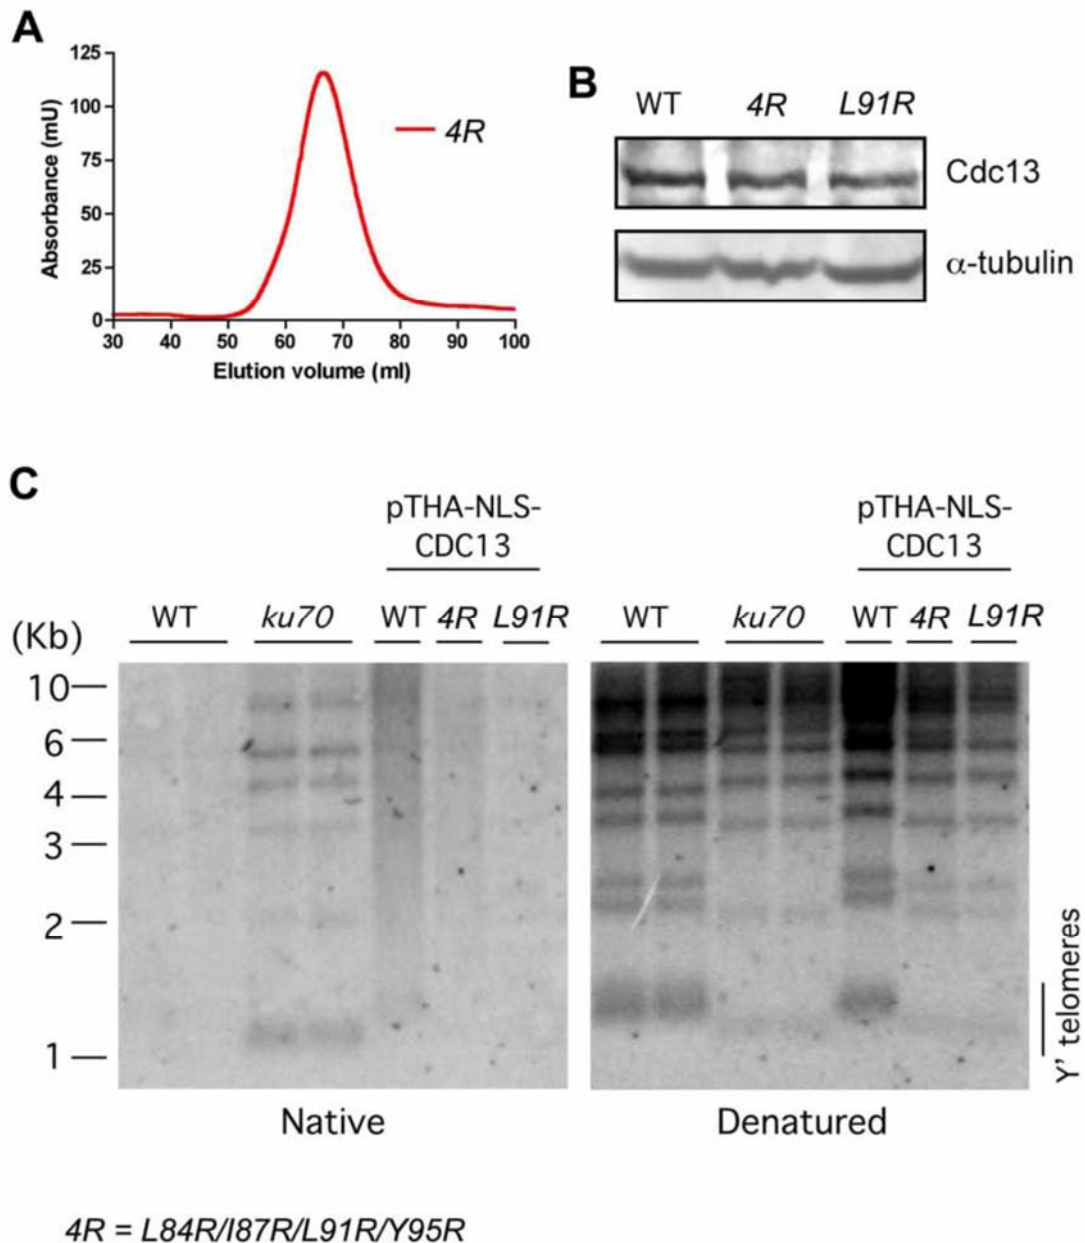 A
125
100
75
50
25
0
30 40 50 60 70 80 90 100
Absorbance (mU)
Elution volume (ml)
4R
B
WT 4R L91R
Cdc13
α-tubulin
C
pTHA-NLS-
CDC13
pTHA-NLS-
CDC13
WT ku70 WT 4R L91R
WT ku70 WT 4R L91R
(Kb)
10
6
4
3
2
1
Y' telomeres
Native
Denatured
4R = L84R/I87R/L91R/Y95R